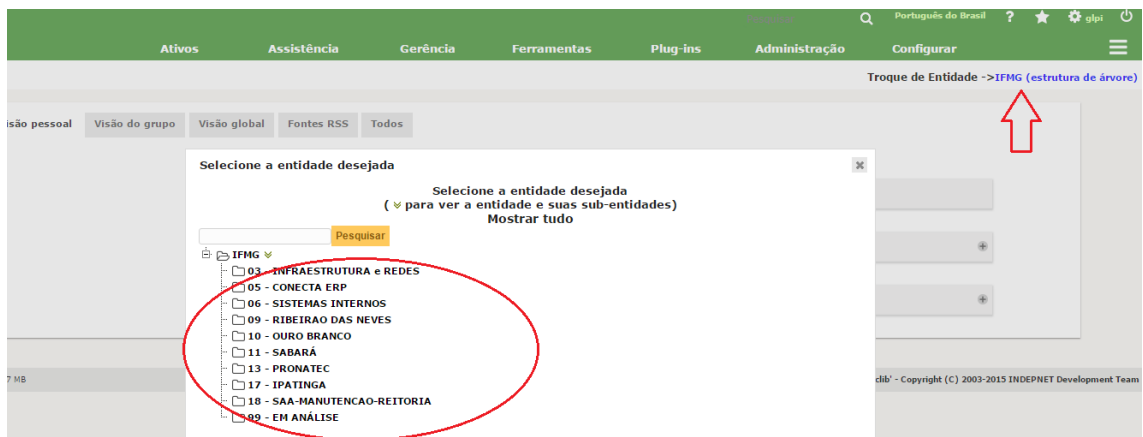 Português do Brasil ? glpi
Ativos Assistência Gerência Ferramentas Plug-ins Administração Configurar
Troque de Entidade ->IFMG (estrutura de árvore)
isão pessoal Visão do grupo Visão global Fontes RSS Todos
Selecione a entidade desejada
Selecione a entidade desejada
( para ver a entidade e suas sub-entidades)
Mostrar tudo
Pesquisar
IFMG
03 - INFRAESTRUTURA e REDES
05 - CONECTA ERP
06 - SISTEMAS INTERNOS
09 - RIBEIRAO DAS NEVES
10 - OURO BRANCO
11 - SABARÁ
13 - PRONATEC
17 - IPATINGA
18 - SAA-MANUTENCAO-REITORIA
99 - EM ANÁLISE
7 MB
clib' - Copyright (C) 2003-2015 INDEPNET Development Team